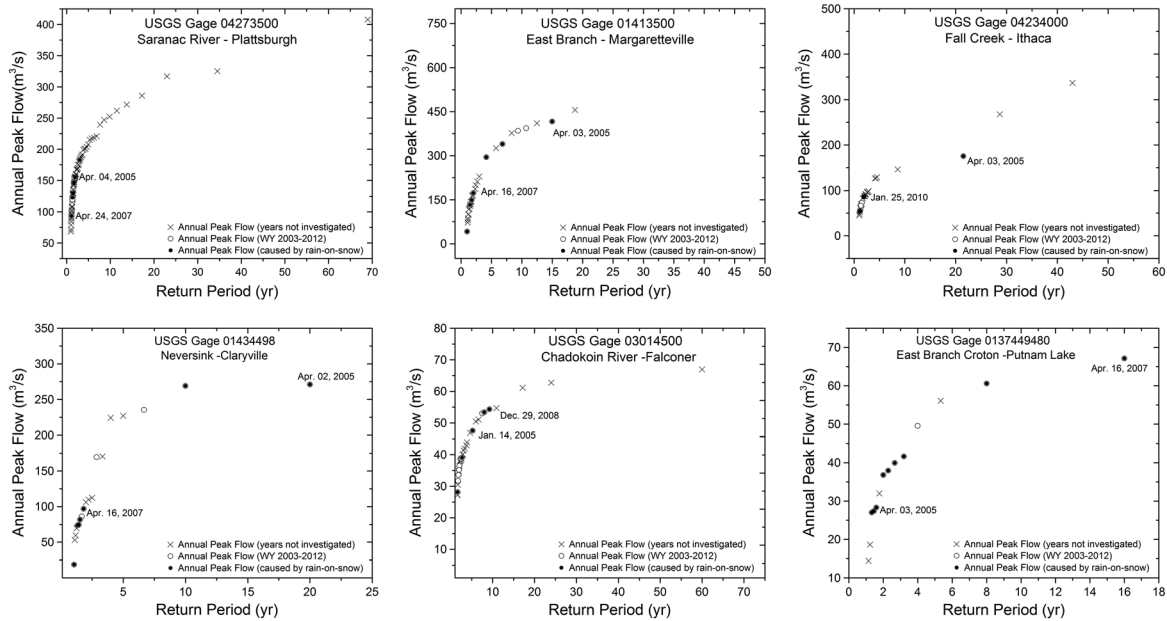 USGS Gage 04273500
Saranac River - Plattsburgh
Annual Peak Flow(m³/s)
400
350
300
250
200
150
100
50
Apr. 04, 2005
Apr. 24, 2007
Annual Peak Flow (years not investigated)
Annual Peak Flow (WY 2003-2012)
Annual Peak Flow (caused by rain-on-snow)
0 10 20 30 40 50 60 70
Return Period (yr)
USGS Gage 01413500
East Branch - Margaretteville
Annual Peak Flow (m³/s)
750
600
450
300
150
0
Apr. 03, 2005
Apr. 16, 2007
Annual Peak Flow (years not investigated)
Annual Peak Flow (WY 2003-2012)
Annual Peak Flow (caused by rain-on-snow)
0 5 10 15 20 25 30 35 40 45 50
Return Period (yr)
USGS Gage 04234000
Fall Creek - Ithaca
Annual Peak Flow (m³/s)
500
400
300
200
100
0
Apr. 03, 2005
Jan. 25, 2010
Annual Peak Flow (years not investigated)
Annual Peak Flow (WY 2003-2012)
Annual Peak Flow (caused by rain-on-snow)
0 10 20 30 40 50 60
Return Period (yr)
USGS Gage 01434498
Neversink -Claryville
Annual Peak Flow (m³/s)
350
300
250
200
150
100
50
Apr. 02, 2005
Apr. 16, 2007
Annual Peak Flow (years not investigated)
Annual Peak Flow (WY 2003-2012)
Annual Peak Flow (caused by rain-on-snow)
5 10 15 20 25
Return Period (yr)
USGS Gage 03014500
Chadokoin River -Falconer
Annual Peak Flow (m³/s)
80
70
60
50
40
30
20
10
Dec. 29, 2008
Jan. 14, 2005
Annual Peak Flow (years not investigated)
Annual Peak Flow (WY 2003-2012)
Annual Peak Flow (caused by rain-on-snow)
10 20 30 40 50 60 70
Return Period (yr)
USGS Gage 0137449480
East Branch Croton -Putnam Lake
Annual Peak Flow (m³/s)
70
60
50
40
30
20
10
Apr. 16, 2007
Apr. 03, 2005
Annual Peak Flow (years not investigated)
Annual Peak Flow (WY 2003-2012)
Annual Peak Flow (caused by rain-on-snow)
0 2 4 6 8 10 12 14 16 18
Return Period (yr)